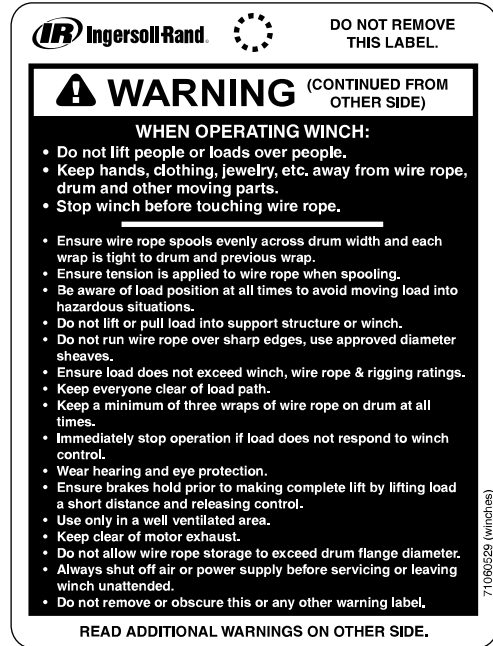 IR Ingersoll-Rand®
DO NOT REMOVE
THIS LABEL.
WARNING (CONTINUED FROM
OTHER SIDE)
WHEN OPERATING WINCH:
• Do not lift people or loads over people.
• Keep hands, clothing, jewelry, etc. away from wire rope,
drum and other moving parts.
• Stop winch before touching wire rope.
• Ensure wire rope spools evenly across drum width and each
wrap is tight to drum and previous wrap.
• Ensure tension is applied to wire rope when spooling.
• Be aware of load position at all times to avoid moving load into
hazardous situations.
• Do not lift or pull load into support structure or winch.
• Do not run wire rope over sharp edges, use approved diameter
sheaves.
• Ensure load does not exceed winch, wire rope & rigging ratings.
• Keep everyone clear of load path.
• Keep a minimum of three wraps of wire rope on drum at all
times.
• Immediately stop operation if load does not respond to winch
control.
• Wear hearing and eye protection.
• Ensure brakes hold prior to making complete lift by lifting load
a short distance and releasing control.
• Use only in a well ventilated area.
• Keep clear of motor exhaust.
• Do not allow wire rope storage to exceed drum flange diameter.
• Always shut off air or power supply before servicing or leaving
winch unattended.
• Do not remove or obscure this or any other warning label.
71060529 (winches)
READ ADDITIONAL WARNINGS ON OTHER SIDE.